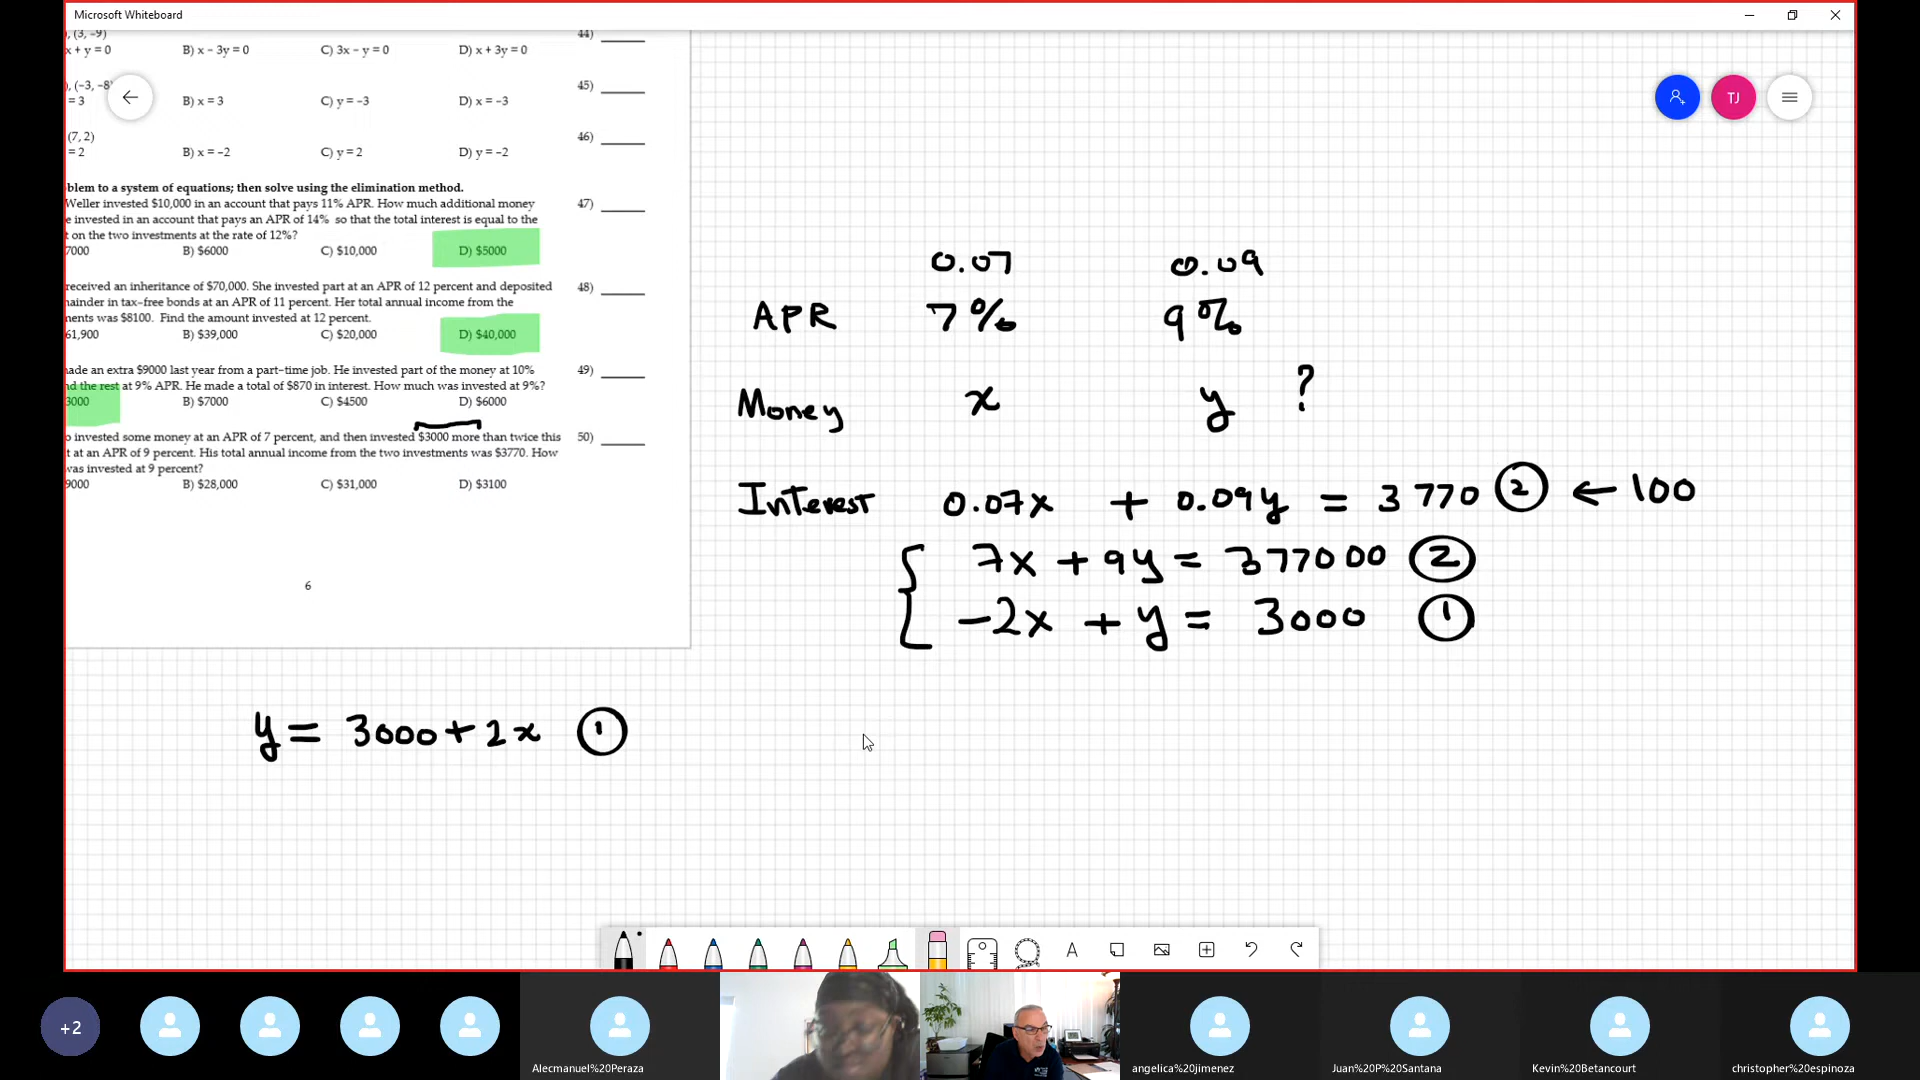 Microsoft Whiteboard
, (3, -9)
x + y = 0 B) x - 3y = 0 C) 3x - y = 0 D) x + 3y = 0 44)
, (-3, -8)
= 3 B) x = 3 C) y = -3 D) x = -3 45)
(7, 2)
= 2 B) x = -2 C) y = 2 D) y = -2 46)
blem to a system of equations; then solve using the elimination method.
Weller invested $10,000 in an account that pays 11% APR. How much additional money 47)
e invested in an account that pays an APR of 14% so that the total interest is equal to the
t on the two investments at the rate of 12%?
7000 B) $6000 C) $10,000 D) $5000
received an inheritance of $70,000. She invested part at an APR of 12 percent and deposited 48)
nainder in tax-free bonds at an APR of 11 percent. Her total annual income from the
nents was $8100. Find the amount invested at 12 percent.
61,900 B) $39,000 C) $20,000 D) $40,000
ade an extra $9000 last year from a part-time job. He invested part of the money at 10% 49)
nd the rest at 9% APR. He made a total of $870 in interest. How much was invested at 9%?
3000 B) $7000 C) $4500 D) $6000
o invested some money at an APR of 7 percent, and then invested $3000 more than twice this 50)
t at an APR of 9 percent. His total annual income from the two investments was $3770. How
was invested at 9 percent?
9000 B) $28,000 C) $31,000 D) $3100
6
TJ
0.07 0.09
APR 7% 9%
Money x y ?
Interest 0.07x + 0.09y = 3770 ② ← 100
7x + 9y = 377000 ②
-2x + y = 3000 ①
y = 3000 + 2x ①
A
+2
Alecmanuel%20Peraza
angelica%20jimenez
Juan%20P%20Santana
Kevin%20Betancourt
christopher%20espinoza